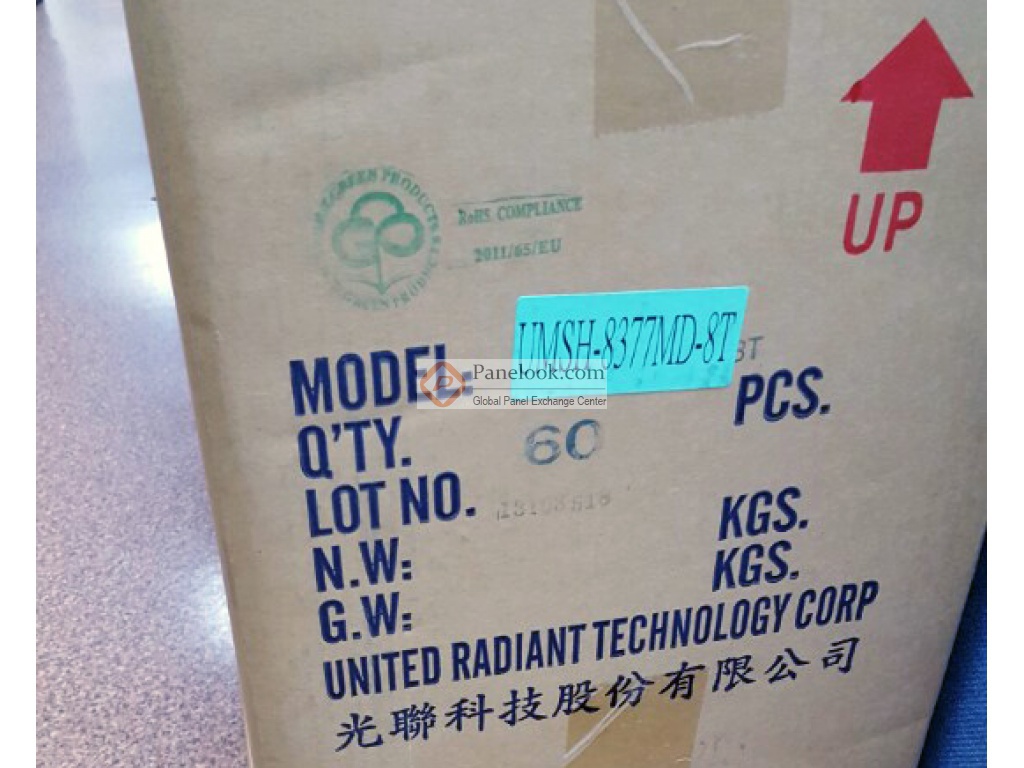 UP
GREEN PRODUCTS
GREEN PRODUCTS
RoHS COMPLIANCE
2011/65/EU
MODEL: UMSH-8377MD-8T
Panelook.com
Global Panel Exchange Center
Q'TY. 60 PCS.
LOT NO.
N.W: KGS.
G.W: KGS.
UNITED RADIANT TECHNOLOGY CORP
光聯科技股份有限公司